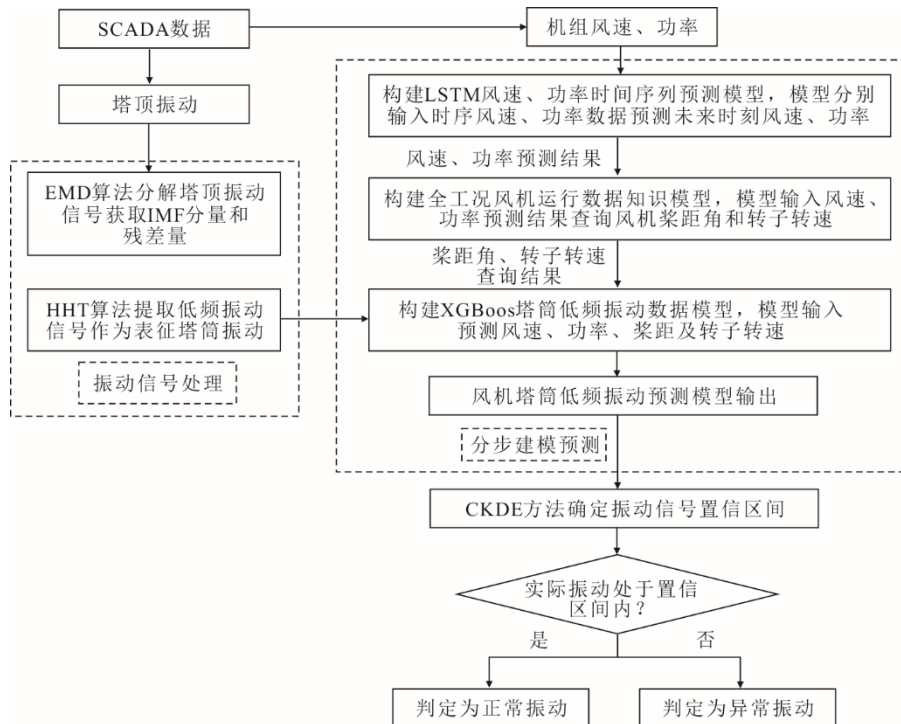 SCADA数据
机组风速、功率
塔顶振动
构建LSTM风速、功率时间序列预测模型，模型分别
输入时序风速、功率数据预测未来时刻风速、功率
风速、功率预测结果
EMD算法分解塔顶振动
信号获取IMF分量和
残差量
构建全工况风机运行数据知识模型，模型输入风速、
功率预测结果查询风机桨距角和转子转速
桨距角、转子转速
查询结果
HHT算法提取低频振动
信号作为表征塔筒振动
构建XGBoos塔筒低频振动数据模型，模型输入
预测风速、功率、桨距及转子转速
振动信号处理
风机塔筒低频振动预测模型输出
分步建模预测
CKDE方法确定振动信号置信区间
实际振动处于置信
区间内？
是
否
判定为正常振动
判定为异常振动